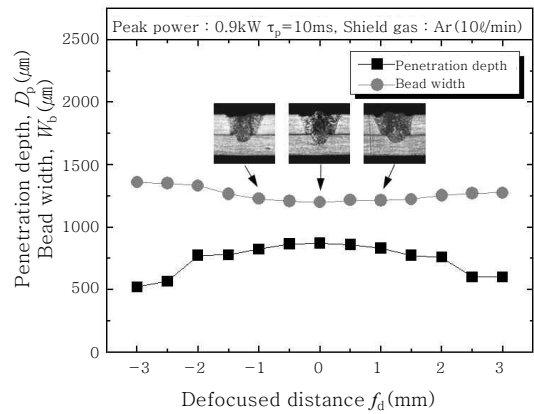 Peak power : 0.9kW τp=10ms, Shield gas : Ar(10ℓ/min)
2500
2000
1500
1000
500
0
Penetration depth
Bead width
Penetration depth, Dp(㎛)
Bead width, Wb(㎛)
−3 −2 −1 0 1 2 3
Defocused distance fd(mm)